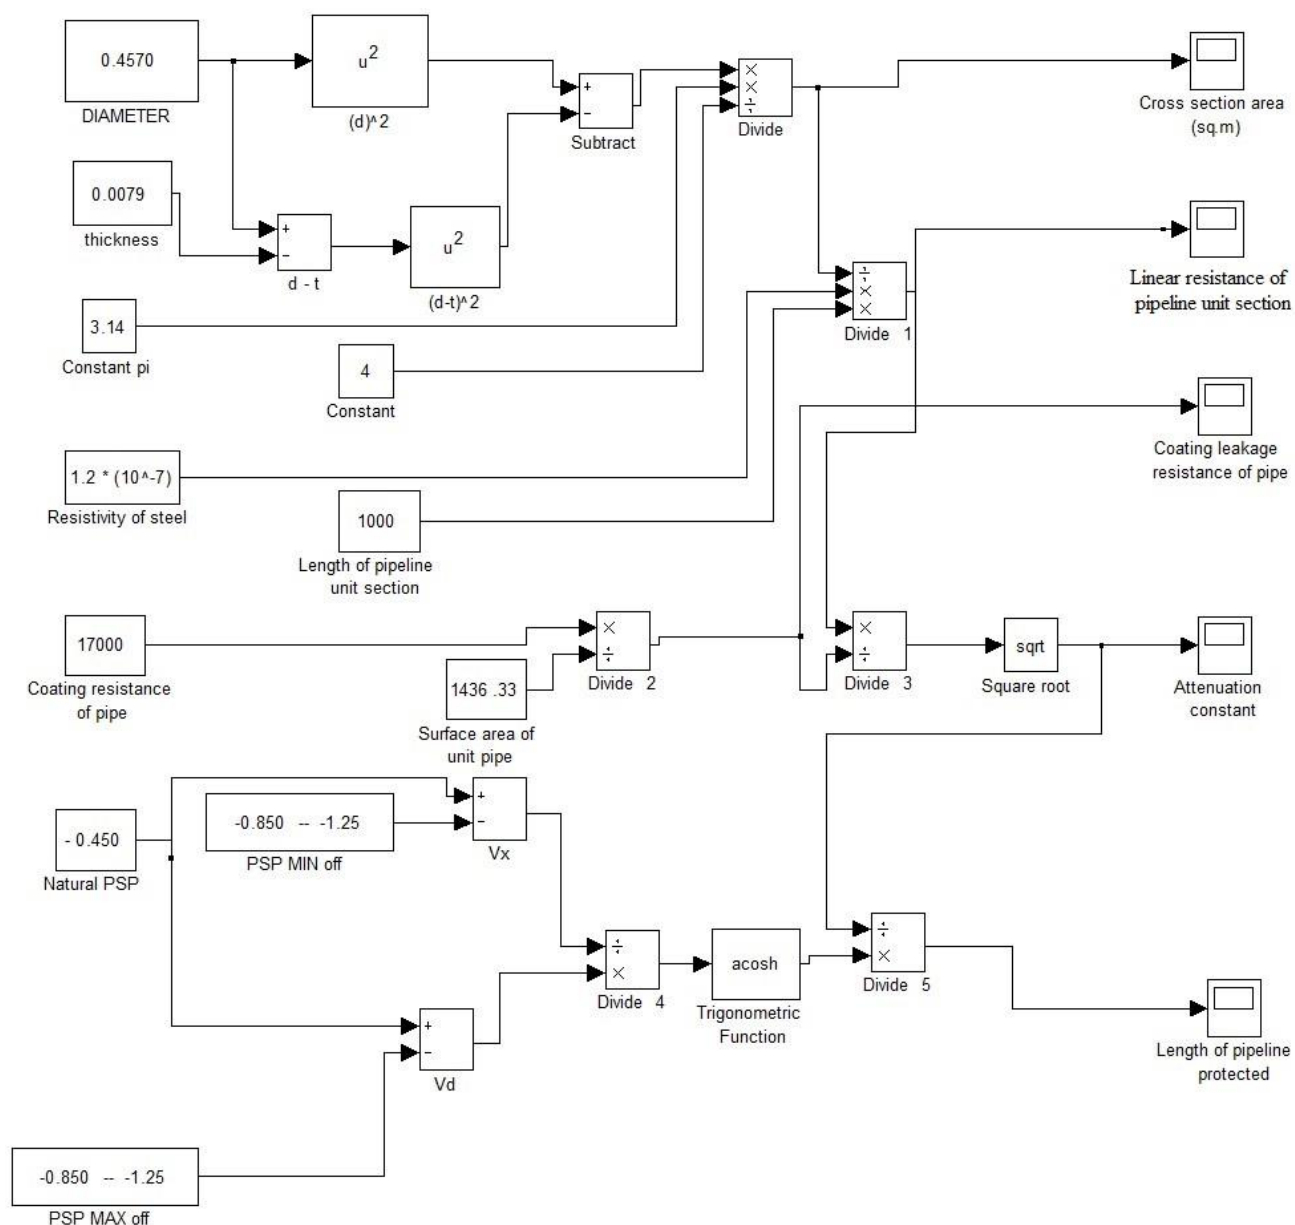 0.4570
DIAMETER
u2
(d)^2
+
−
Subtract
×
×
÷
Divide
Cross section area
(sq.m)
0.0079
thickness
+
−
d - t
u2
(d-t)^2
÷
×
×
Divide 1
Linear resistance of
pipeline unit section
3.14
Constant pi
4
Constant
Coating leakage
resistance of pipe
1.2 * (10^-7)
Resistivity of steel
1000
Length of pipeline
unit section
17000
Coating resistance
of pipe
×
÷
Divide 2
1436 .33
Surface area of
unit pipe
×
÷
Divide 3
sqrt
Square root
Attenuation
constant
- 0.450
Natural PSP
-0.850 -- -1.25
PSP MIN off
+
−
Vx
÷
×
Divide 4
acosh
Trigonometric
Function
÷
×
Divide 5
Length of pipeline
protected
+
−
Vd
-0.850 -- -1.25
PSP MAX off